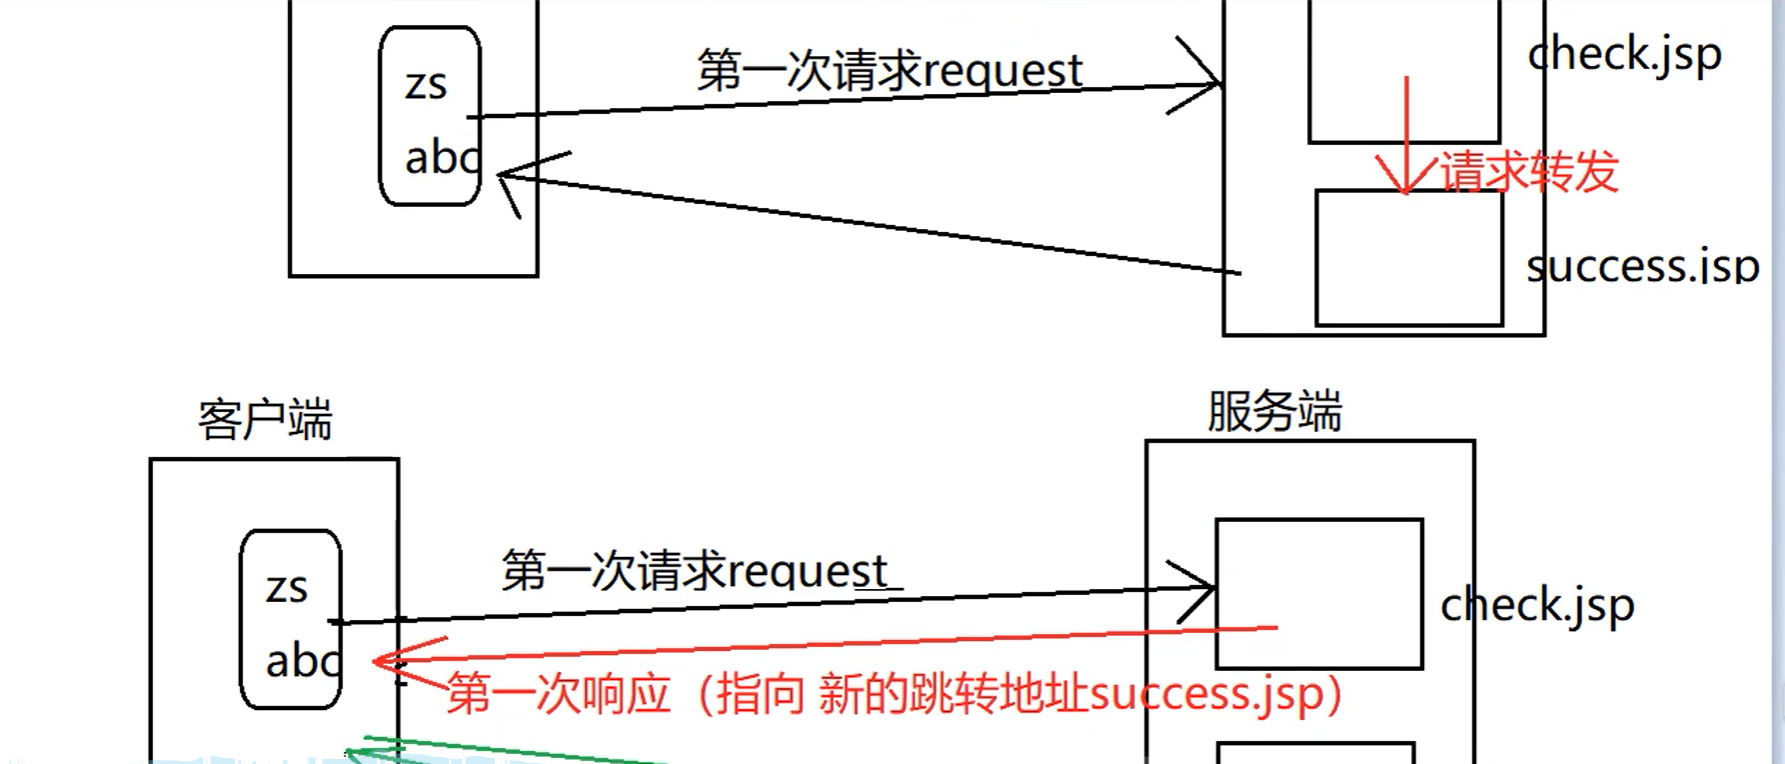 zs
abc
第一次请求request
check.jsp
请求转发
success.jsp
客户端
服务端
zs
abc
第一次请求request_
check.jsp
第一次响应（指向 新的跳转地址success.jsp）